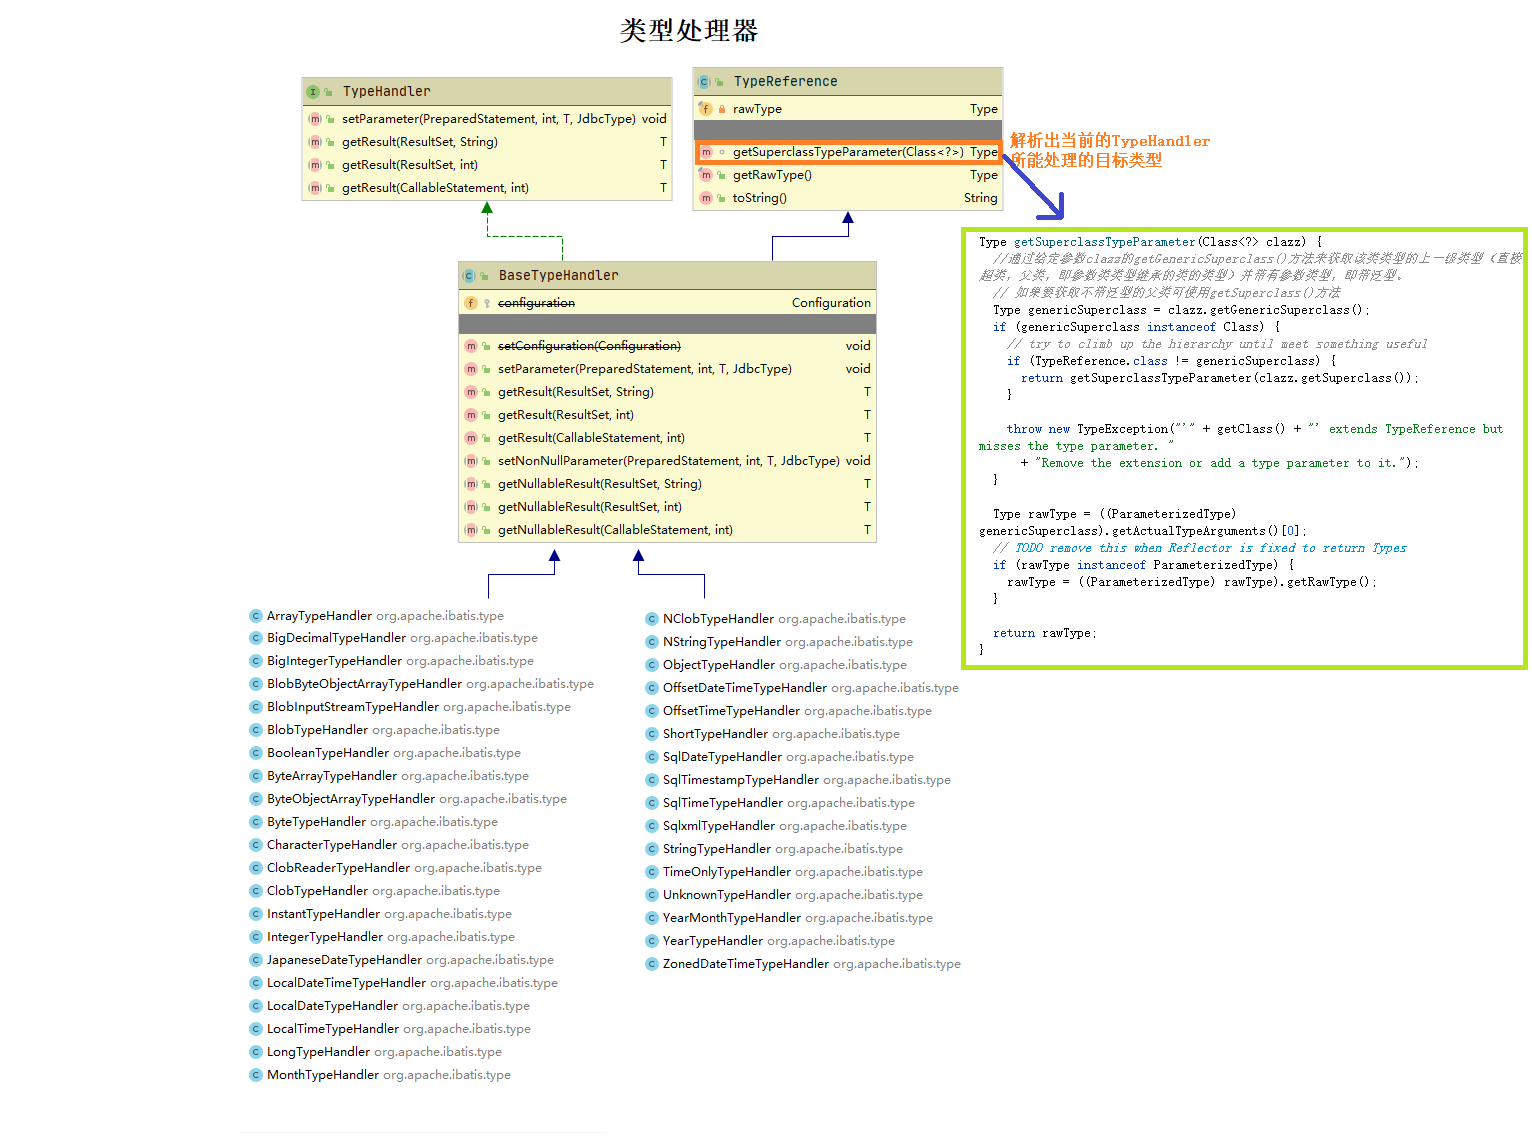 类型处理器
TypeHandler
setParameter(PreparedStatement, int, T, JdbcType) void
getResult(ResultSet, String) T
getResult(ResultSet, int) T
getResult(CallableStatement, int) T
TypeReference
rawType Type
getSuperclassTypeParameter(Class<?>) Type
getRawType() Type
toString() String
解析出当前的TypeHandler
所能处理的目标类型
BaseTypeHandler
configuration Configuration
setConfiguration(Configuration) void
setParameter(PreparedStatement, int, T, JdbcType) void
getResult(ResultSet, String) T
getResult(ResultSet, int) T
getResult(CallableStatement, int) T
setNonNullParameter(PreparedStatement, int, T, JdbcType) void
getNullableResult(ResultSet, String) T
getNullableResult(ResultSet, int) T
getNullableResult(CallableStatement, int) T
Type getSuperclassTypeParameter(Class<?> clazz) {
//通过给定参数clazz的getGenericSuperclass()方法来获取该类类型的上一级类型（直接
超类，父类，即参数类类型继承的类的类型）并带有参数类型，即带泛型。
// 如果要获取不带泛型的父类可使用getSuperclass()方法
Type genericSuperclass = clazz.getGenericSuperclass();
if (genericSuperclass instanceof Class) {
// try to climb up the hierarchy until meet something useful
if (TypeReference.class != genericSuperclass) {
return getSuperclassTypeParameter(clazz.getSuperclass());
}
throw new TypeException("'" + getClass() + "' extends TypeReference but
misses the type parameter. "
+ "Remove the extension or add a type parameter to it.");
}
Type rawType = ((ParameterizedType)
genericSuperclass).getActualTypeArguments()[0];
// TODO remove this when Reflector is fixed to return Types
if (rawType instanceof ParameterizedType) {
rawType = ((ParameterizedType) rawType).getRawType();
}
return rawType;
}
ArrayTypeHandler org.apache.ibatis.type
BigDecimalTypeHandler org.apache.ibatis.type
BigIntegerTypeHandler org.apache.ibatis.type
BlobByteObjectArrayTypeHandler org.apache.ibatis.type
BlobInputStreamTypeHandler org.apache.ibatis.type
BlobTypeHandler org.apache.ibatis.type
BooleanTypeHandler org.apache.ibatis.type
ByteArrayTypeHandler org.apache.ibatis.type
ByteObjectArrayTypeHandler org.apache.ibatis.type
ByteTypeHandler org.apache.ibatis.type
CharacterTypeHandler org.apache.ibatis.type
ClobReaderTypeHandler org.apache.ibatis.type
ClobTypeHandler org.apache.ibatis.type
InstantTypeHandler org.apache.ibatis.type
IntegerTypeHandler org.apache.ibatis.type
JapaneseDateTypeHandler org.apache.ibatis.type
LocalDateTimeTypeHandler org.apache.ibatis.type
LocalDateTypeHandler org.apache.ibatis.type
LocalTimeTypeHandler org.apache.ibatis.type
LongTypeHandler org.apache.ibatis.type
MonthTypeHandler org.apache.ibatis.type
NClobTypeHandler org.apache.ibatis.type
NStringTypeHandler org.apache.ibatis.type
ObjectTypeHandler org.apache.ibatis.type
OffsetDateTimeTypeHandler org.apache.ibatis.type
OffsetTimeTypeHandler org.apache.ibatis.type
ShortTypeHandler org.apache.ibatis.type
SqlDateTypeHandler org.apache.ibatis.type
SqlTimestampTypeHandler org.apache.ibatis.type
SqlTimeTypeHandler org.apache.ibatis.type
SqlxmlTypeHandler org.apache.ibatis.type
StringTypeHandler org.apache.ibatis.type
TimeOnlyTypeHandler org.apache.ibatis.type
UnknownTypeHandler org.apache.ibatis.type
YearMonthTypeHandler org.apache.ibatis.type
YearTypeHandler org.apache.ibatis.type
ZonedDateTimeTypeHandler org.apache.ibatis.type